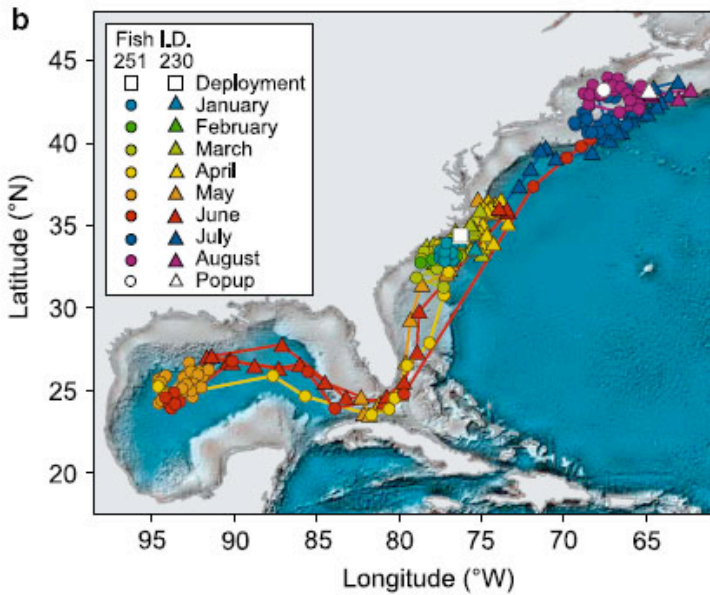 b
Fish I.D.
251 230
Deployment
January
February
March
April
May
June
July
August
Popup
45
40
35
30
25
20
Latitude (°N)
95 90 85 80 75 70 65
Longitude (°W)